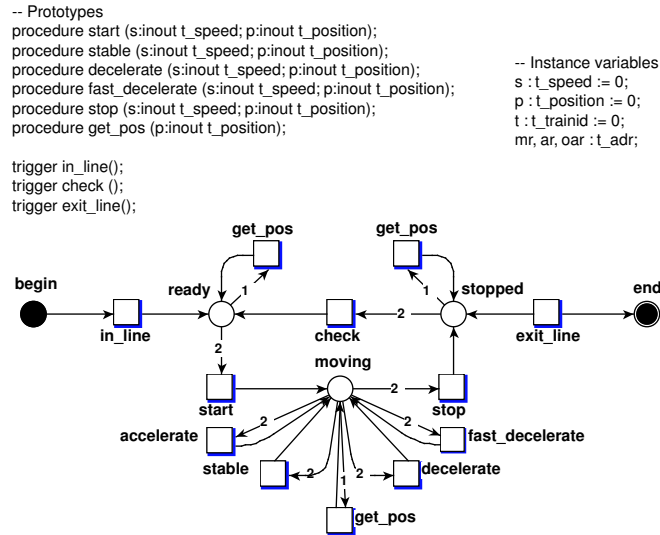 -- Prototypes
procedure start (s:inout t_speed; p:inout t_position);
procedure stable (s:inout t_speed; p:inout t_position);
procedure decelerate (s:inout t_speed; p:inout t_position);
procedure fast_decelerate (s:inout t_speed; p:inout t_position);
procedure stop (s:inout t_speed; p:inout t_position);
procedure get_pos (p:inout t_position);
trigger in_line();
trigger check ();
trigger exit_line();
-- Instance variables
s : t_speed := 0;
p : t_position := 0;
t : t_trainid := 0;
mr, ar, oar : t_adr;
get_pos
get_pos
begin
ready
1
1
stopped
end
in_line
2
check
2
exit_line
moving
start
2
stop
accelerate
2
2
fast_decelerate
stable
2
1
2
decelerate
get_pos